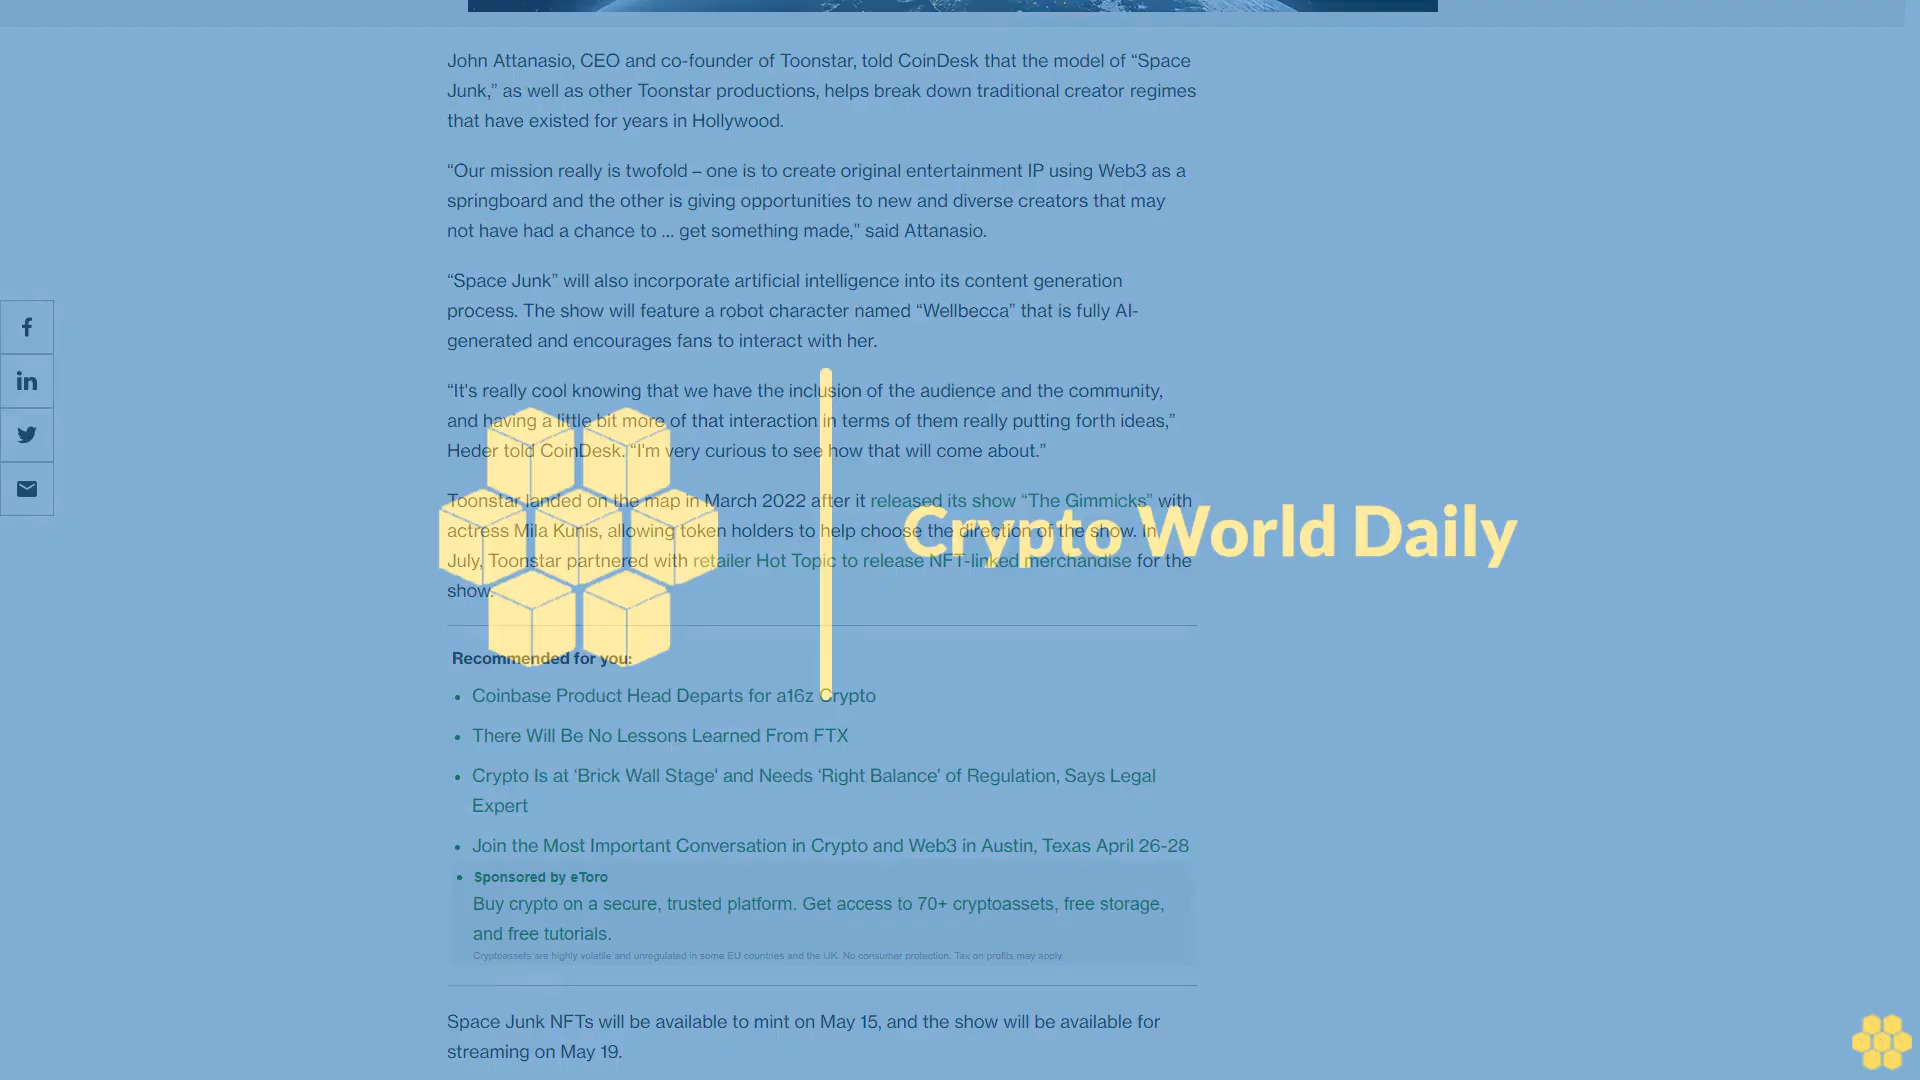 John Attanasio, CEO and co-founder of Toonstar, told CoinDesk that the model of “Space
Junk,” as well as other Toonstar productions, helps break down traditional creator regimes
that have existed for years in Hollywood.
“Our mission really is twofold – one is to create original entertainment IP using Web3 as a
springboard and the other is giving opportunities to new and diverse creators that may
not have had a chance to ... get something made,” said Attanasio.
“Space Junk” will also incorporate artificial intelligence into its content generation
process. The show will feature a robot character named “Wellbecca” that is fully AI-
generated and encourages fans to interact with her.
“It's really cool knowing that we have the inclusion of the audience and the community,
and having a little bit more of that interaction in terms of them really putting forth ideas,”
Heder told CoinDesk. “I'm very curious to see how that will come about.”
Toonstar landed on the map in March 2022 after it released its show “The Gimmicks” with
actress Mila Kunis, allowing token holders to help choose the direction of the show. In
July, Toonstar partnered with retailer Hot Topic to release NFT-linked merchandise for the
show.
Crypto World Daily
Recommended for you:
• Coinbase Product Head Departs for a16z Crypto
• There Will Be No Lessons Learned From FTX
• Crypto Is at ‘Brick Wall Stage' and Needs ‘Right Balance’ of Regulation, Says Legal
Expert
• Join the Most Important Conversation in Crypto and Web3 in Austin, Texas April 26-28
• Sponsored by eToro
Buy crypto on a secure, trusted platform. Get access to 70+ cryptoassets, free storage,
and free tutorials.
Cryptoassets are highly volatile and unregulated in some EU countries and the UK. No consumer protection. Tax on profits may apply.
Space Junk NFTs will be available to mint on May 15, and the show will be available for
streaming on May 19.